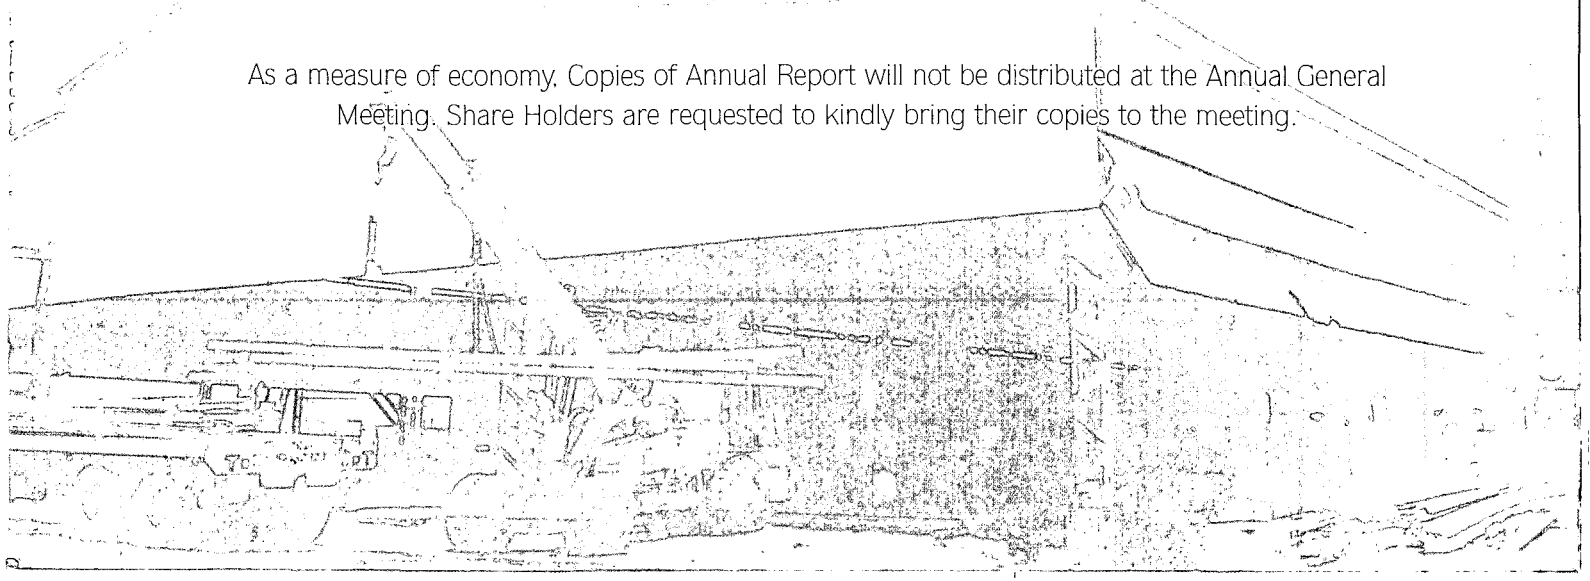 As a measure of economy, Copies of Annual Report will not be distributed at the Annual General
Meeting. Share Holders are requested to kindly bring their copies to the meeting.